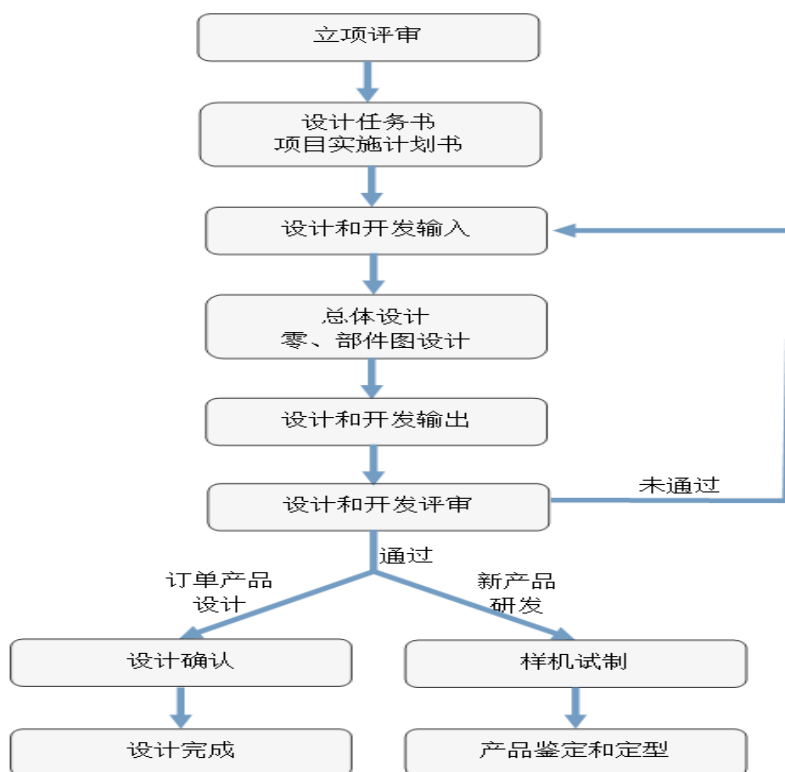 立项评审
设计任务书
项目实施计划书
设计和开发输入
总体设计
零、部件图设计
设计和开发输出
设计和开发评审
未通过
通过
订单产品
设计
新产品
研发
设计确认
样机试制
设计完成
产品鉴定和定型